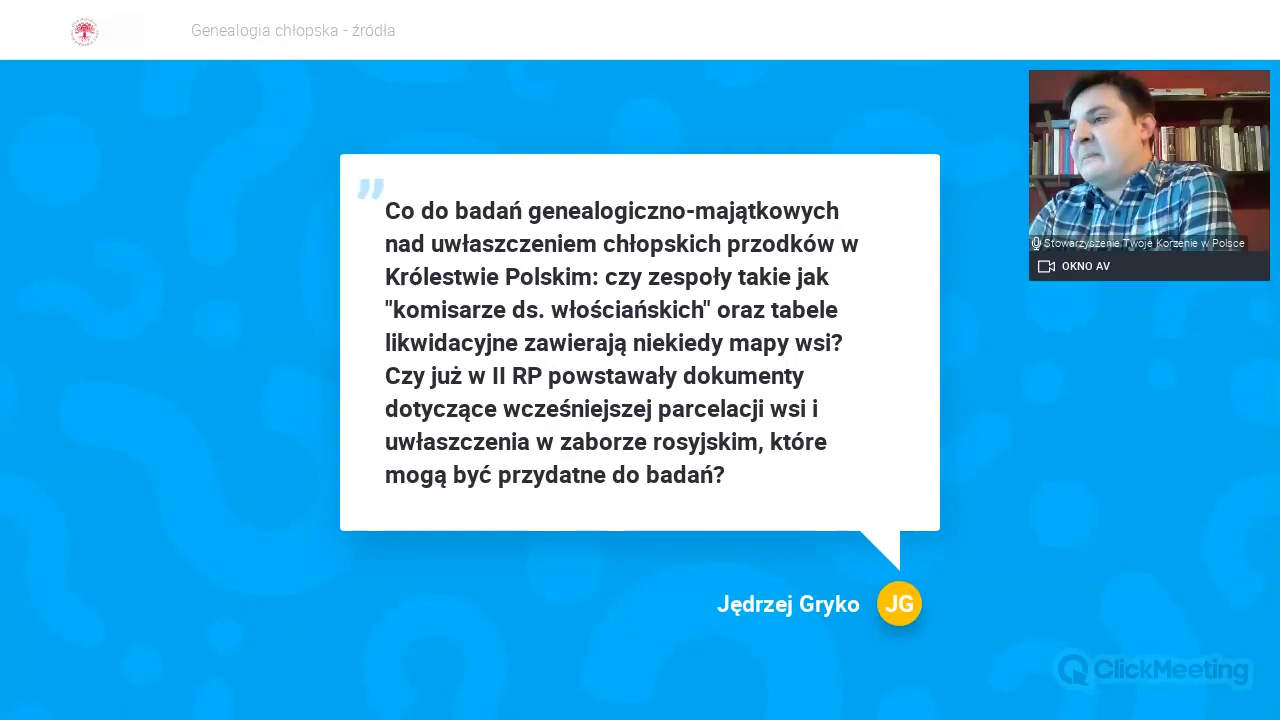 Genealogia chłopska - źródła
Co do badań genealogiczno-majątkowych
nad uwłaszczeniem chłopskich przodków w
Królestwie Polskim: czy zespoły takie jak
"komisarze ds. włościańskich" oraz tabele
likwidacyjne zawierają niekiedy mapy wsi?
Czy już w II RP powstawały dokumenty
dotyczące wcześniejszej parcelacji wsi i
uwłaszczenia w zaborze rosyjskim, które
mogą być przydatne do badań?
Jędrzej Gryko JG
Stowarzyszenie Twoje Korzenie w Polsce
OKNO AV
ClickMeeting